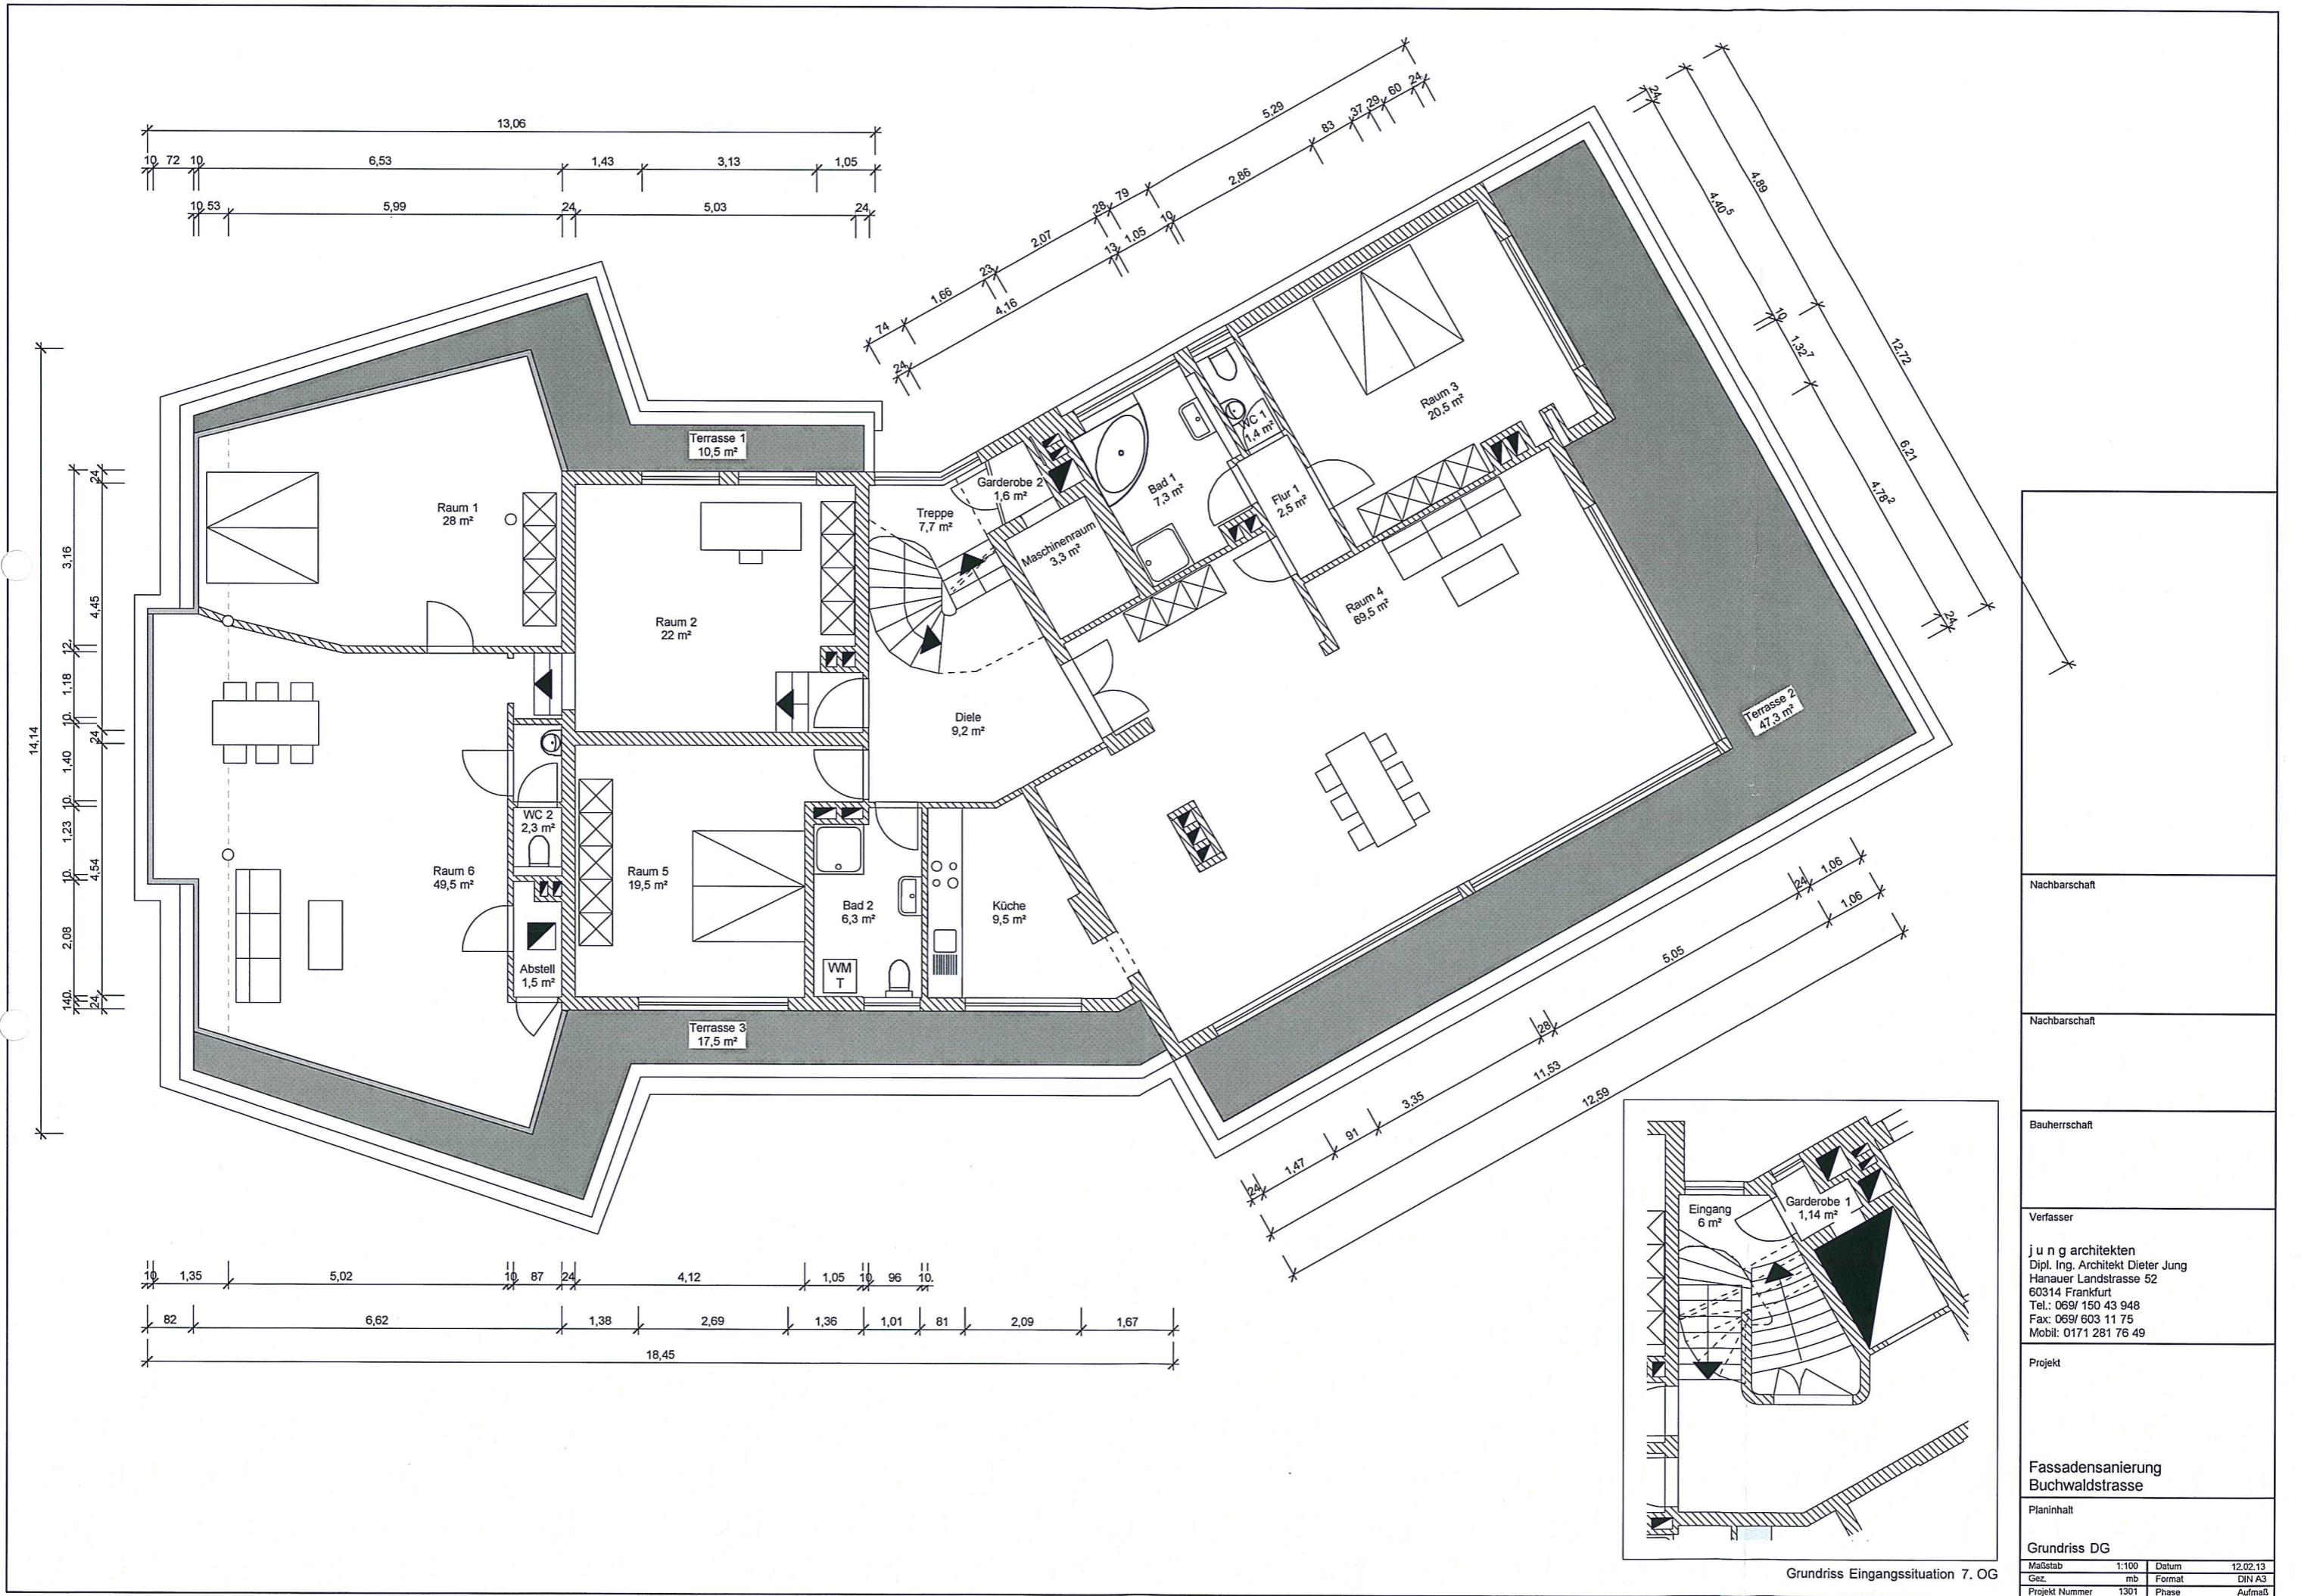 13,06
10 72 10 6,53 1,43 3,13 1,05
10 53 5,99 24 5,03 24
5,29
74 1,66 23 2,07 28 79 2,86 83 37 29 60 24
24 4,16 13 1,05 10
24 4,40⁵ 10 1,32⁷ 4,78² 24
4,89 6,21
12,72
14,14
24 3,16 12 1,18 10 1,40 10 1,23 10 2,08 140
4,45 24 4,54 24
Terrasse 1
10,5 m²
Raum 1
28 m²
Raum 2
22 m²
Treppe
7,7 m²
Garderobe 2
1,6 m²
Maschinenraum
3,3 m²
Bad 1
7,3 m²
WC 1
1,4 m²
Flur 1
2,5 m²
Raum 3
20,5 m²
Raum 4
69,5 m²
Terrasse 2
47,3 m²
Diele
9,2 m²
WC 2
2,3 m²
Raum 6
49,5 m²
Raum 5
19,5 m²
Bad 2
6,3 m²
Küche
9,5 m²
WM
T
Abstell
1,5 m²
Terrasse 3
17,5 m²
24 1,47 91 3,35 28 5,05 24 1,06
11,53 1,06
12,59
10 1,35 5,02 10 87 24 4,12 1,05 10 96 10
82 6,62 1,38 2,69 1,36 1,01 81 2,09 1,67
18,45
Eingang
6 m²
Garderobe 1
1,14 m²
Grundriss Eingangssituation 7. OG
Nachbarschaft
Nachbarschaft
Bauherrschaft
Verfasser
j u n g architekten
Dipl. Ing. Architekt Dieter Jung
Hanauer Landstrasse 52
60314 Frankfurt
Tel.: 069/ 150 43 948
Fax: 069/ 603 11 75
Mobil: 0171 281 76 49
Projekt
Fassadensanierung
Buchwaldstrasse
Planinhalt
Grundriss DG
Maßstab 1:100 Datum 12.02.13
Gez. mb Format DIN A3
Projekt Nummer 1301 Phase Aufmaß